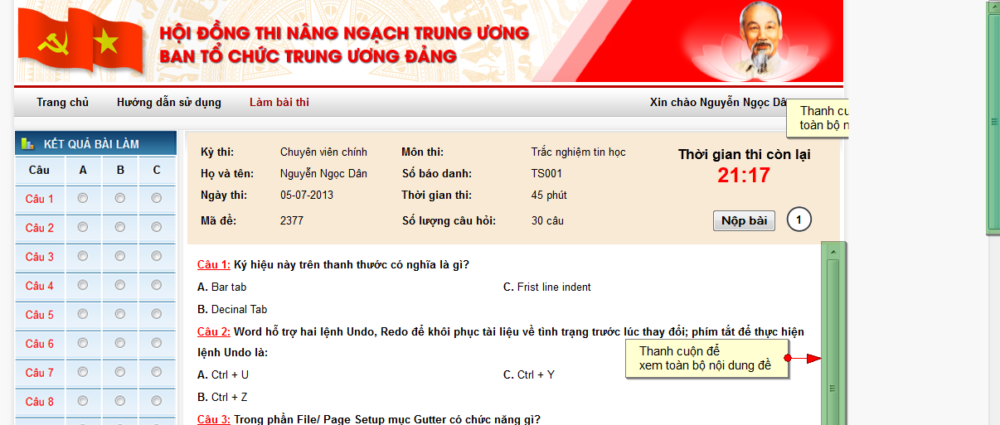 HỘI ĐỒNG THI NÂNG NGẠCH TRUNG ƯƠNG
BAN TỔ CHỨC TRUNG ƯƠNG ĐẢNG
Trang chủ Hướng dẫn sử dụng Làm bài thi Xin chào Nguyễn Ngọc Dâ
Thanh cu
toàn bộ n
KẾT QUẢ BÀI LÀM
Câu A B C
Câu 1
Câu 2
Câu 3
Câu 4
Câu 5
Câu 6
Câu 7
Câu 8
Kỳ thi: Chuyên viên chính Môn thi: Trắc nghiệm tin học
Họ và tên: Nguyễn Ngọc Dân Số báo danh: TS001
Ngày thi: 05-07-2013 Thời gian thi: 45 phút
Mã đề: 2377 Số lượng câu hỏi: 30 câu
Thời gian thi còn lại
21:17
Nộp bài 1
Câu 1: Ký hiệu này trên thanh thước có nghĩa là gì?
A. Bar tab C. Frist line indent
B. Decinal Tab
Câu 2: Word hỗ trợ hai lệnh Undo, Redo để khôi phục tài liệu về tình trạng trước lúc thay đổi; phím tắt để thực hiện
lệnh Undo là:
A. Ctrl + U C. Ctrl + Y
B. Ctrl + Z
Thanh cuộn để
xem toàn bộ nội dung đề
Câu 3: Trong phần File/ Page Setup mục Gutter có chức năng gì?